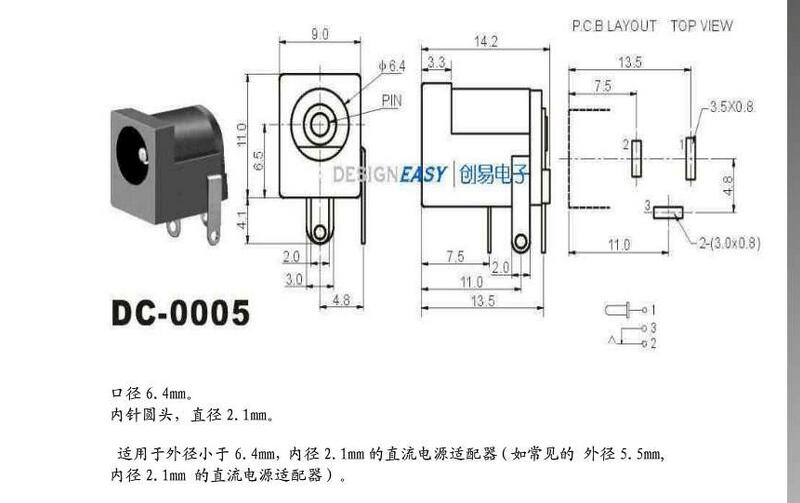 P.C.B LAYOUT TOP VIEW
9.0
14.2
13.5
3.3
7.5
φ6.4
PIN
3.5X0.8
11.0
6.5
2
1
4.8
DESIGNEASY 创易电子
4.1
3
2-(3.0x0.8)
2.0
7.5
11.0
3.0
2.0
11.0
4.8
13.5
DC-0005
1
3
2
口径6.4mm。
内针圆头，直径2.1mm。
适用于外径小于6.4mm，内径2.1mm的直流电源适配器（如常见的 外径5.5mm，
内径2.1mm 的直流电源适配器）。